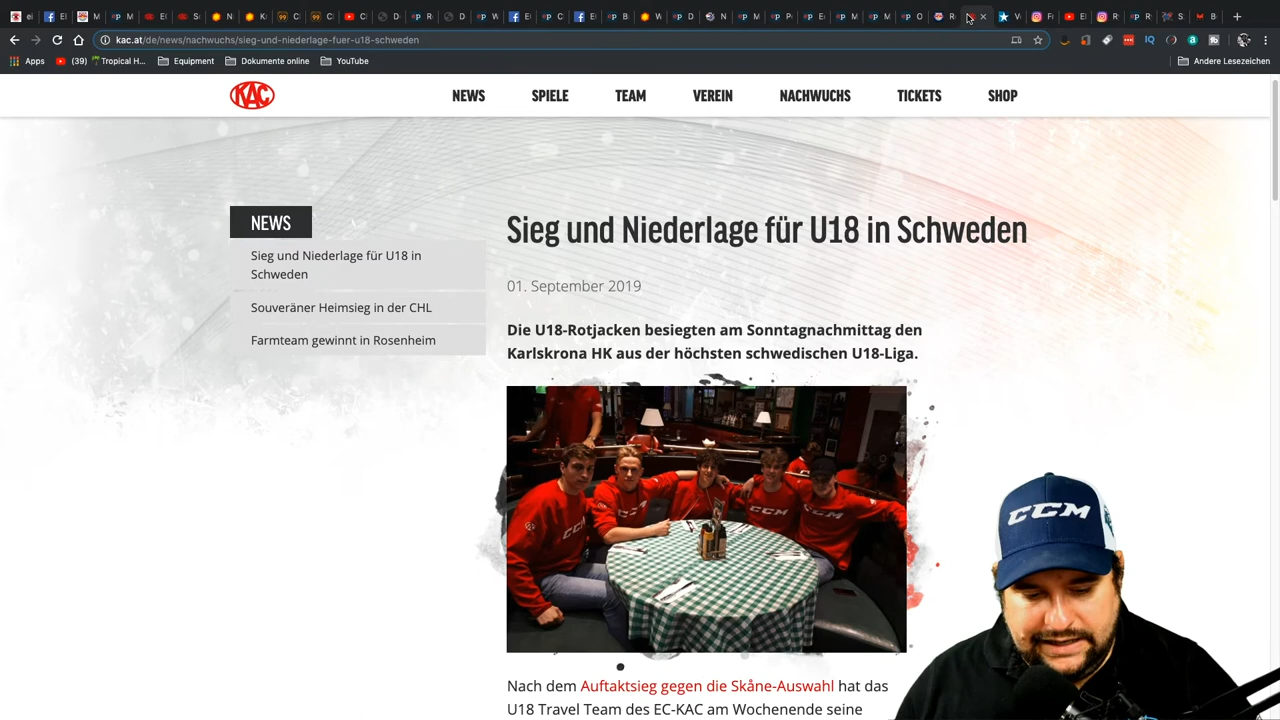 kac.at/de/news/nachwuchs/sieg-und-niederlage-fuer-u18-schweden
Apps (39) Tropical H... Equipment Dokumente online YouTube Andere Lesezeichen
KAC NEWS SPIELE TEAM VEREIN NACHWUCHS TICKETS SHOP
NEWS
Sieg und Niederlage für U18 in
Schweden
Souveräner Heimsieg in der CHL
Farmteam gewinnt in Rosenheim
Sieg und Niederlage für U18 in Schweden
01. September 2019
Die U18-Rotjacken besiegten am Sonntagnachmittag den
Karlskrona HK aus der höchsten schwedischen U18-Liga.
CCM
CCM
CCM
CCM
CCM
Nach dem Auftaktsieg gegen die Skåne-Auswahl hat das
U18 Travel Team des EC-KAC am Wochenende seine